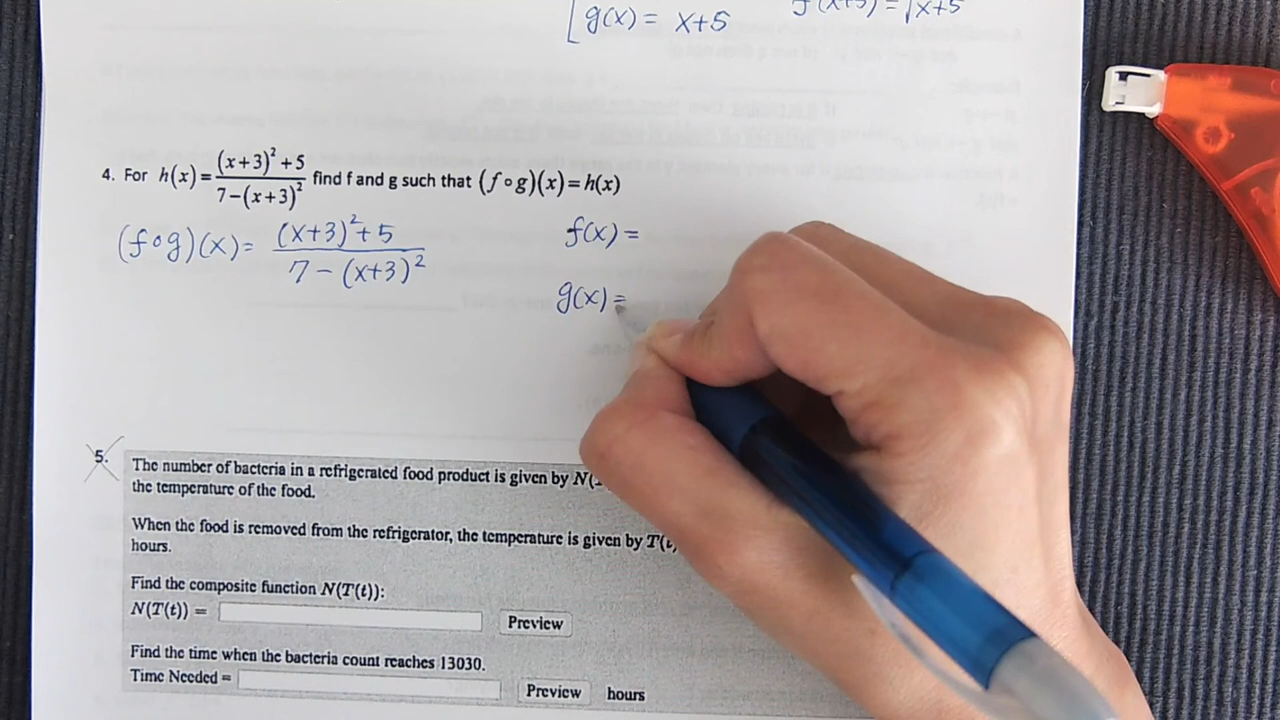 g(x) = x+5
f(x+5) = √x+5
4. For h(x) = ((x+3)² + 5)/(7 − (x+3)²) find f and g such that (f∘g)(x) = h(x)
(f∘g)(x) = ((x+3)² + 5)/(7 − (x+3)²)
f(x) =
g(x) =
5.
The number of bacteria in a refrigerated food product is given by N(
the temperature of the food.
When the food is removed from the refrigerator, the temperature is given by T(t)
hours.
Find the composite function N(T(t)):
N(T(t)) =
Preview
Find the time when the bacteria count reaches 13030.
Time Needed =
Preview hours